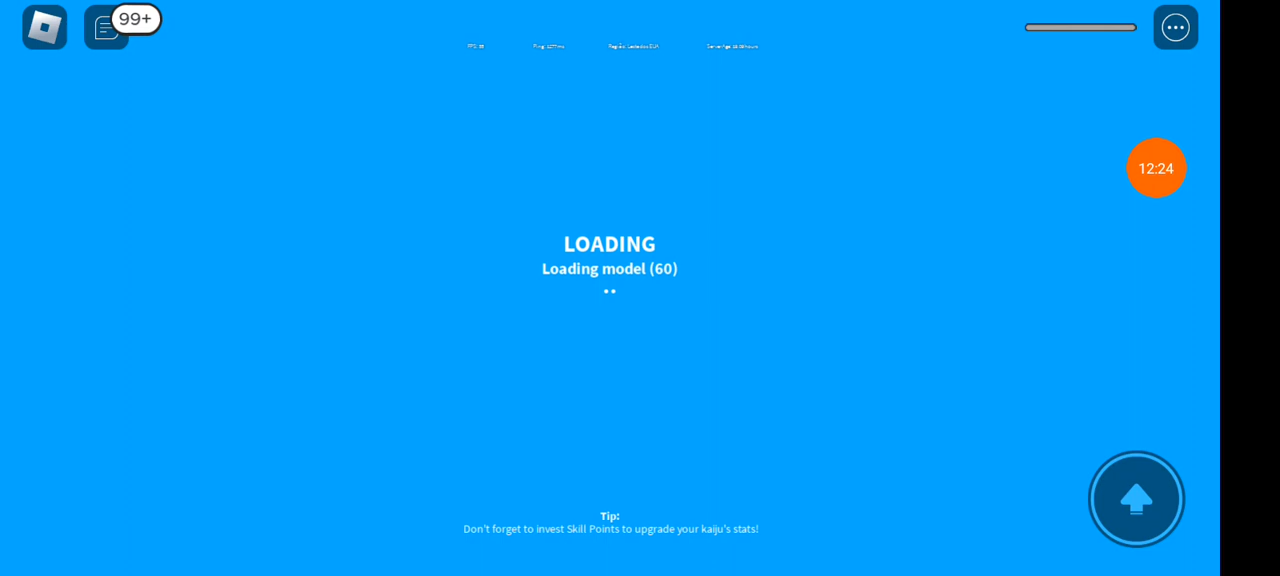 99+
12:24
LOADING
Loading model (60)
Tip:
Don't forget to invest Skill Points to upgrade your kaiju's stats!